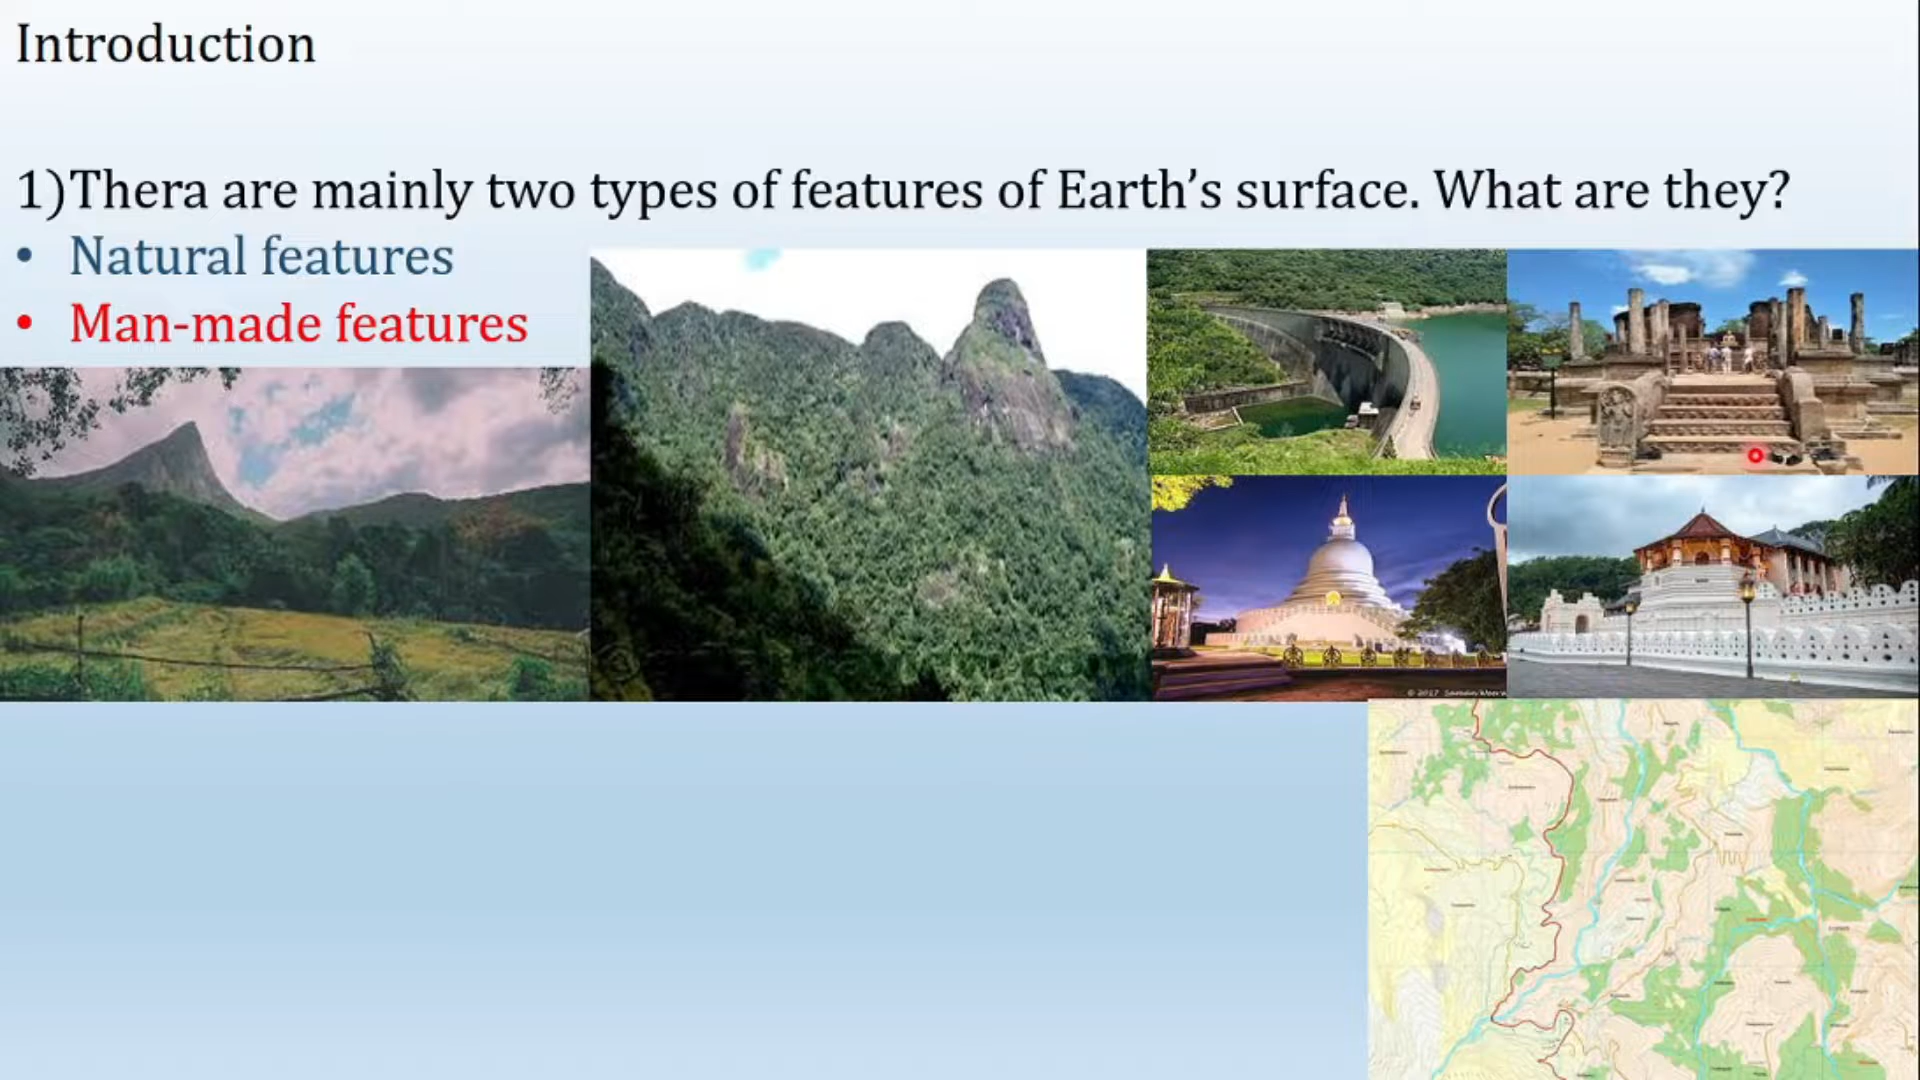 Introduction
1)Thera are mainly two types of features of Earth’s surface. What are they?
• Natural features
• Man-made features
© 2017